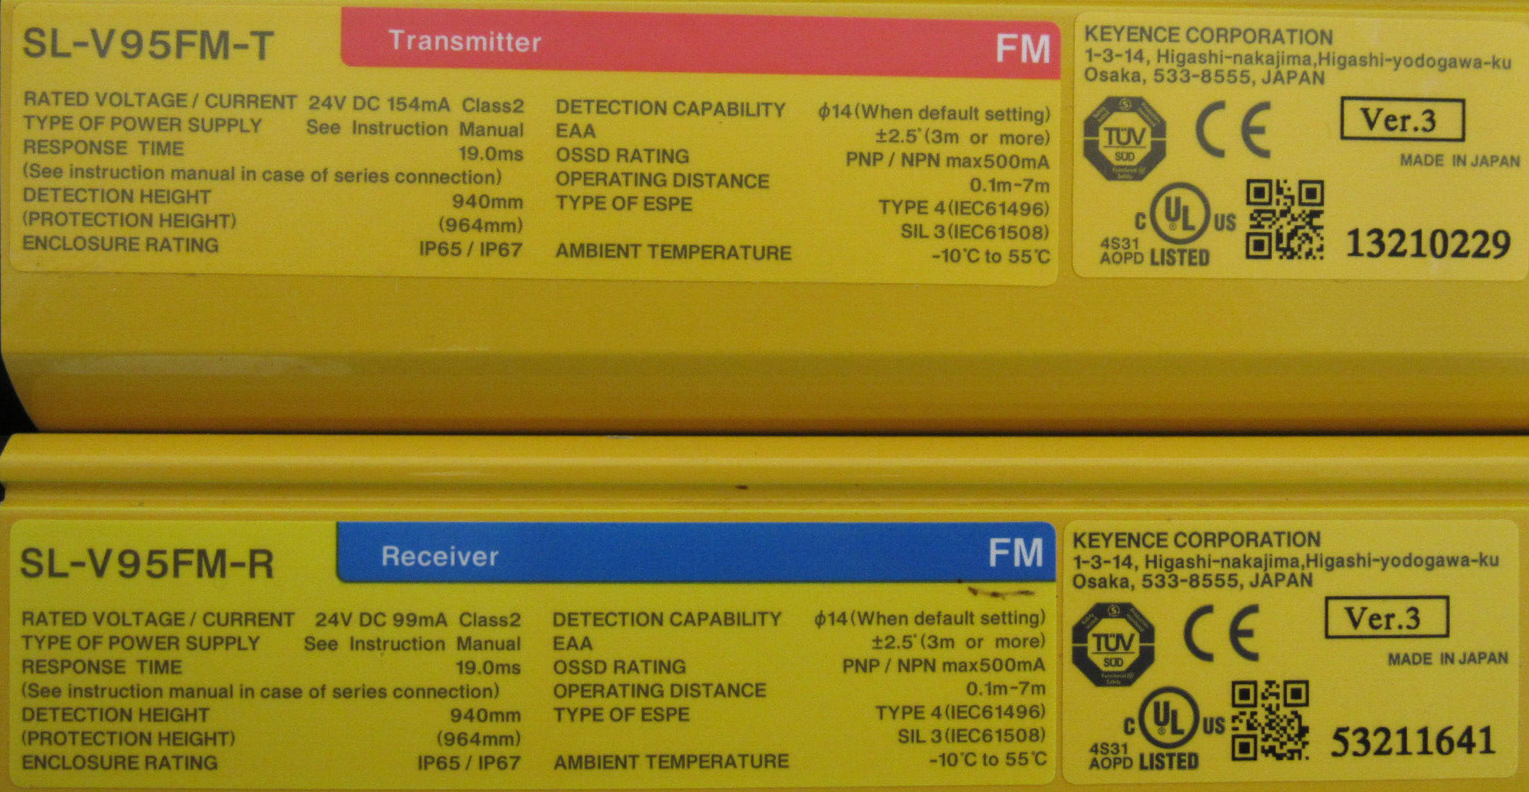 SL-V95FM-T
Transmitter FM
RATED VOLTAGE / CURRENT 24V DC 154mA Class2
TYPE OF POWER SUPPLY See Instruction Manual
RESPONSE TIME 19.0ms
(See instruction manual in case of series connection)
DETECTION HEIGHT 940mm
(PROTECTION HEIGHT) (964mm)
ENCLOSURE RATING IP65 / IP67
DETECTION CAPABILITY φ14(When default setting)
EAA ±2.5°(3m or more)
OSSD RATING PNP / NPN max500mA
OPERATING DISTANCE 0.1m-7m
TYPE OF ESPE TYPE 4(IEC61496)
SIL 3(IEC61508)
AMBIENT TEMPERATURE -10℃ to 55℃
KEYENCE CORPORATION
1-3-14, Higashi-nakajima,Higashi-yodogawa-ku
Osaka, 533-8555, JAPAN
TÜV
SÜD
Functional
Safety
CE
Ver.3
MADE IN JAPAN
C UL US
4S31
AOPD LISTED
13210229
SL-V95FM-R
Receiver FM
RATED VOLTAGE / CURRENT 24V DC 99mA Class2
TYPE OF POWER SUPPLY See Instruction Manual
RESPONSE TIME 19.0ms
(See instruction manual in case of series connection)
DETECTION HEIGHT 940mm
(PROTECTION HEIGHT) (964mm)
ENCLOSURE RATING IP65 / IP67
DETECTION CAPABILITY φ14(When default setting)
EAA ±2.5°(3m or more)
OSSD RATING PNP / NPN max500mA
OPERATING DISTANCE 0.1m-7m
TYPE OF ESPE TYPE 4(IEC61496)
SIL 3(IEC61508)
AMBIENT TEMPERATURE -10℃ to 55℃
KEYENCE CORPORATION
1-3-14, Higashi-nakajima,Higashi-yodogawa-ku
Osaka, 533-8555, JAPAN
TÜV
SÜD
Functional
Safety
CE
Ver.3
MADE IN JAPAN
C UL US
4S31
AOPD LISTED
53211641